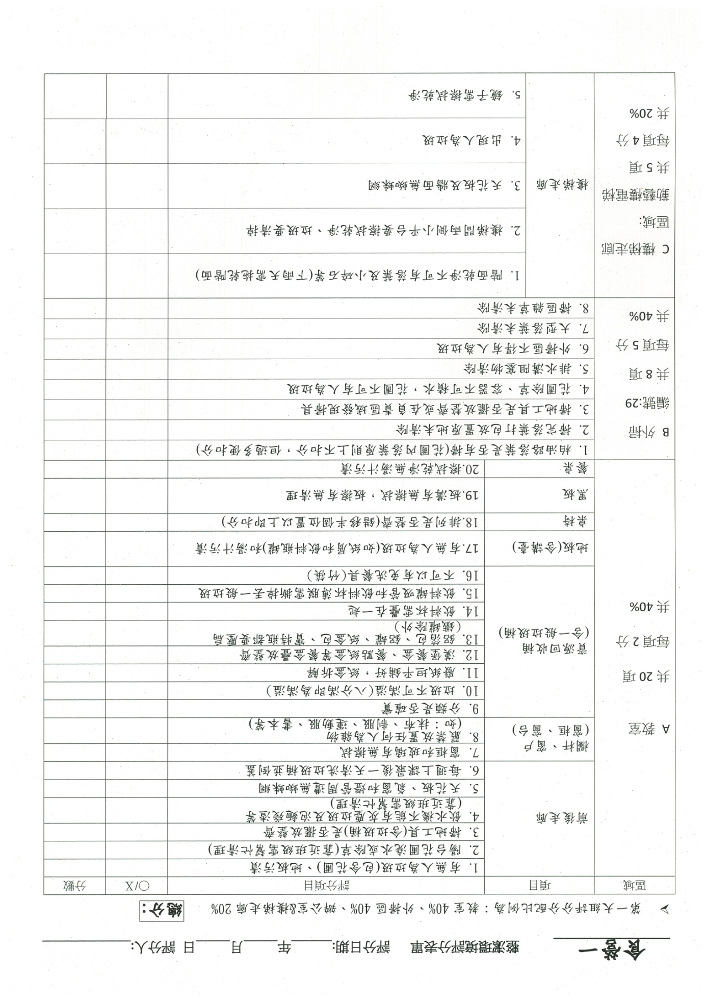 食營一 整潔環境評分表單 評分日期:______年_____月_____日 評分人:_______________
➢ 第一大組評分分配比例為：教室 40%、外掃區 40%、辦公室&樓梯走廊 20% 總分：
區域 項目 評分項目 ○/X 分數
A 教室
共 20 項
每項 2 分
共 40%
前後走廊
1. 有無人為垃圾(包含花圃)、地板污漬
2. 陽台花圃澆水或除草(靠近班級需幫忙清理)
3. 掃地工具(含垃圾桶)是否擺放整齊
4. 飲水機不能有灰塵垃圾及泡麵殘渣等
(靠近班級需幫忙清理)
5. 天花板、氣窗和燈管周遭無蜘蛛網
6. 每週上課最後一天清洗垃圾桶並倒蓋
欄杆、窗戶
(窗框、窗台)
7. 窗框和玻璃有無擦拭
8. 嚴禁放置任何人為雜物
(如：抹布、制服、運動服、書本等)
資源回收桶
(含一般垃圾桶)
9. 分類是否確實
10. 垃圾不可滿溢(八分滿即為滿溢)
11. 廢紙坦平鋪好，紙盒拆解
12. 漢堡餐盒、餐點紙盒等餐盒疊放整齊
13. 鋁箔包、鋁罐、紙盒包、寶特瓶都要壓扁
(鐵罐除外)
14. 飲料杯需疊在一起
15. 飲料罐吸管和飲料杯薄膜需撕掉丟一般垃圾
16. 不可以有免洗餐具(竹筷)
地板(含講臺) 17.有無人為垃圾(如紙屑和飲料瓶罐)和湯汁污漬
桌椅 18.排列是否整齊(錯移半個位置以上即扣分)
黑板 19.板溝有無擦拭，板擦有無清理
餐桌 20.擦拭乾淨無湯汁污漬
B 外掃
編號:29
共 8 項
每項 5 分
共 40%
1. 柏油路落葉是否有掃(花圃內落葉原則上不扣分，但過多便扣分)
2. 掃完落葉打包放置原地未清除
3. 掃地工具是否擺放整齊或在負責區域發現掃具
4. 花圃除草、容器不可積水，花圃不可有人為垃圾
5. 排水溝阻塞物清除
6. 外掃區不得有人為垃圾
7. 大型落葉未清除
8. 掃區雜草未清除
C 樓梯走廊
區域:
勤藝樓電梯
共 5 項
每項 4 分
共 20%
樓梯走廊
1. 階面乾淨不可有落葉及小碎石等(下雨天需拖乾階面)
2. 樓梯間兩側小平台要擦拭乾淨、垃圾要清掉
3. 天花板及牆面無蜘蛛網
4. 出現人為垃圾
5. 鏡子需擦拭乾淨